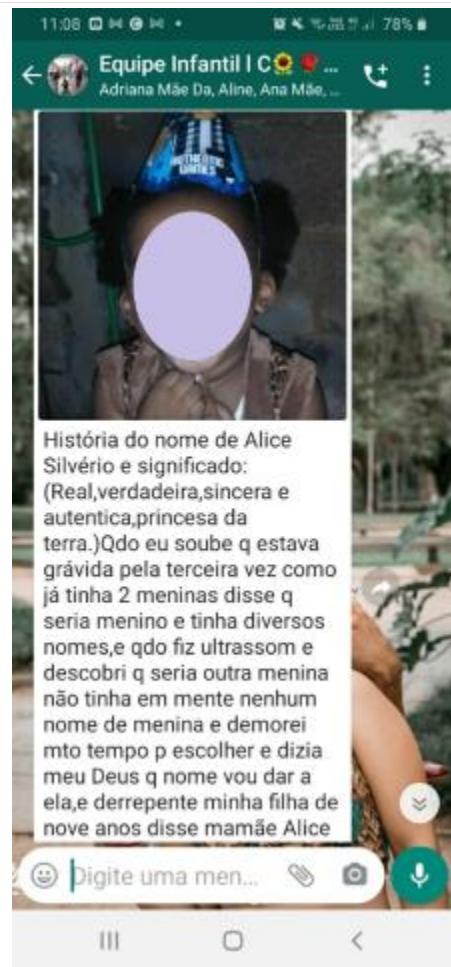 11:08
78%
Equipe Infantil l C🌻🌹...
Adriana Mãe Da, Aline, Ana Mãe, ...
AUTHENTIC
GAMES
História do nome de Alice
Silvério e significado:
(Real,verdadeira,sincera e
autentica,princesa da
terra.)Qdo eu soube q estava
grávida pela terceira vez como
já tinha 2 meninas disse q
seria menino e tinha diversos
nomes,e qdo fiz ultrassom e
descobri q seria outra menina
não tinha em mente nenhum
nome de menina e demorei
mto tempo p escolher e dizia
meu Deus q nome vou dar a
ela,e derrepente minha filha de
nove anos disse mamãe Alice
Digite uma men...